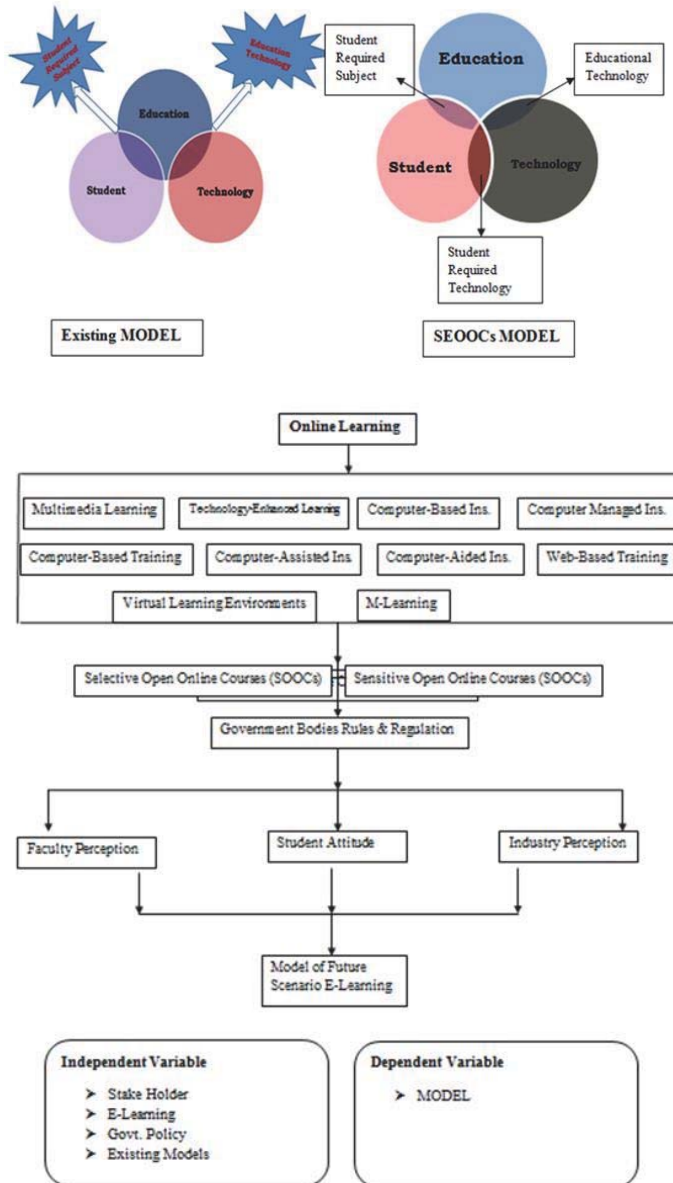 Student
Required
Subject
Education
Technology
Education
Student
Technology
Existing MODEL
Student
Required
Subject
Education
Educational
Technology
Student
Technology
Student
Required
Technology
SEOOCs MODEL
Online Learning
Multimedia Learning
Technology-Enhanced Learning
Computer-Based Ins.
Computer Managed Ins.
Computer-Based Training
Computer-Assisted Ins.
Computer-Aided Ins.
Web-Based Training
Virtual Learning Environments
M-Learning
Selective Open Online Courses (SOOCs)
Sensitive Open Online Courses (SOOCs)
Government Bodies Rules & Regulation
Faculty Perception
Student Attitude
Industry Perception
Model of Future
Scenario E-Learning
Independent Variable
➢ Stake Holder
➢ E-Learning
➢ Govt. Policy
➢ Existing Models
Dependent Variable
➢ MODEL